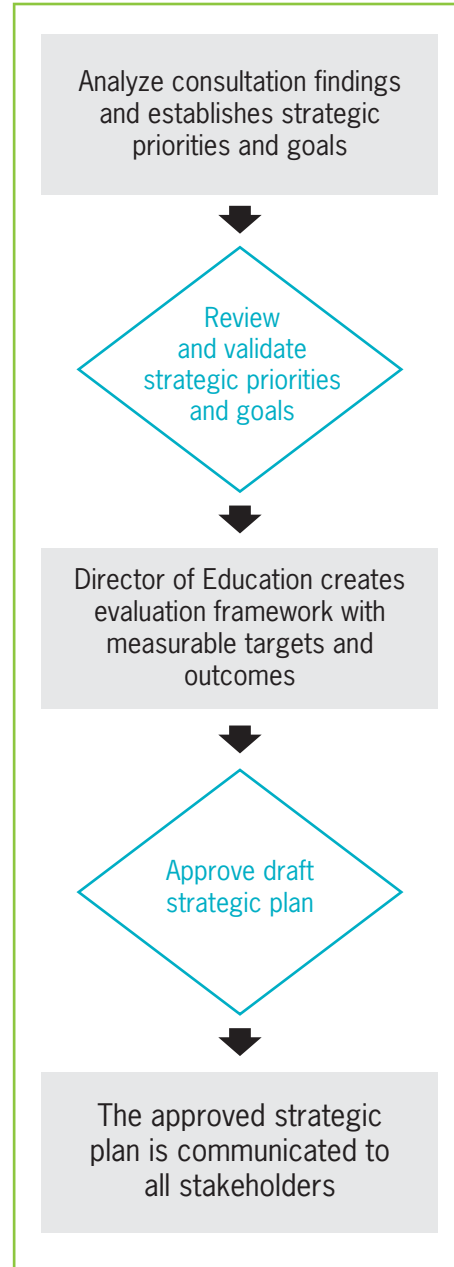 Analyze consultation findings
and establishes strategic
priorities and goals
Review
and validate
strategic priorities
and goals
Director of Education creates
evaluation framework with
measurable targets and
outcomes
Approve draft
strategic plan
The approved strategic
plan is communicated to
all stakeholders